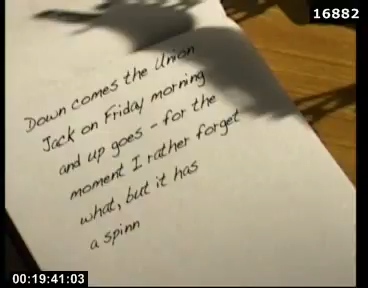 16882
Down comes the Union
Jack on Friday morning
and up goes - for the
moment I rather forget
what, but it has
a spinn
00:19:41:03